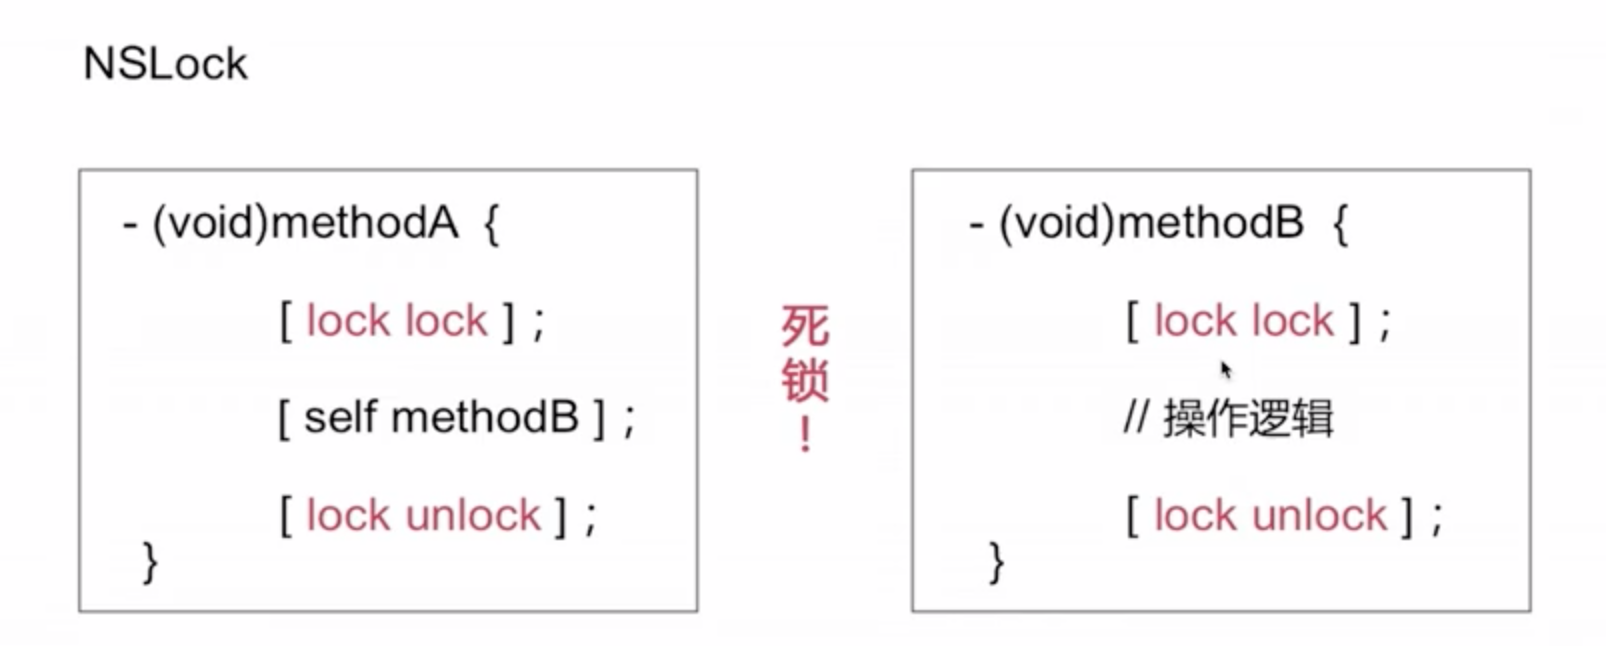 NSLock
- (void)methodA {
[ lock lock ] ;
[ self methodB ] ;
[ lock unlock ] ;
}
死锁！
- (void)methodB {
[ lock lock ] ;
// 操作逻辑
[ lock unlock ] ;
}